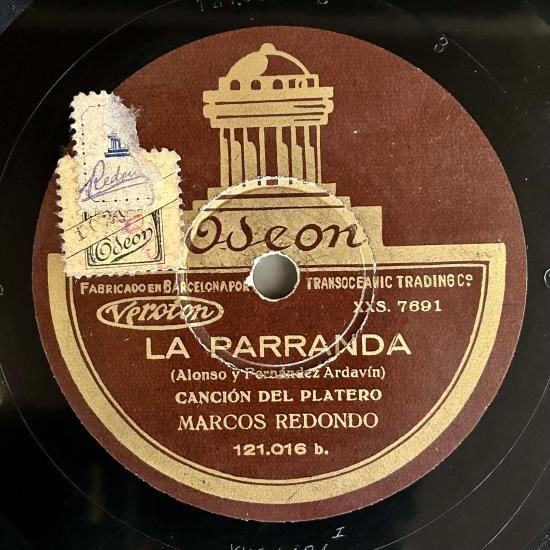 Odeon
Odeon
FABRICADO EN BARCELONA POR TRANSOCEANIC TRADING Cº
Veroton
XXS. 7691
LA PARRANDA
(Alonso y Fernández Ardavín)
CANCIÓN DEL PLATERO
MARCOS REDONDO
121.016 b.